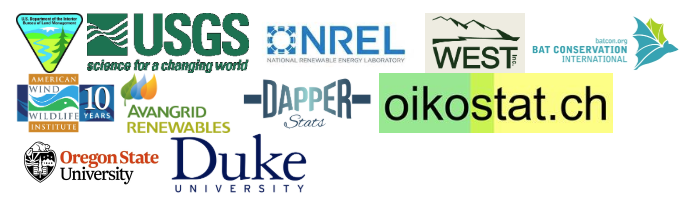 U.S. Department of the Interior
Bureau of Land Management
USGS
science for a changing world
NREL
NATIONAL RENEWABLE ENERGY LABORATORY
WEST Inc.
batcon.org
BAT CONSERVATION
INTERNATIONAL
AMERICAN
WIND
WILDLIFE
INSTITUTE
10
YEARS
AVANGRID
RENEWABLES
DAPPER
Stats
oikostat.ch
Oregon State
University
Duke
UNIVERSITY